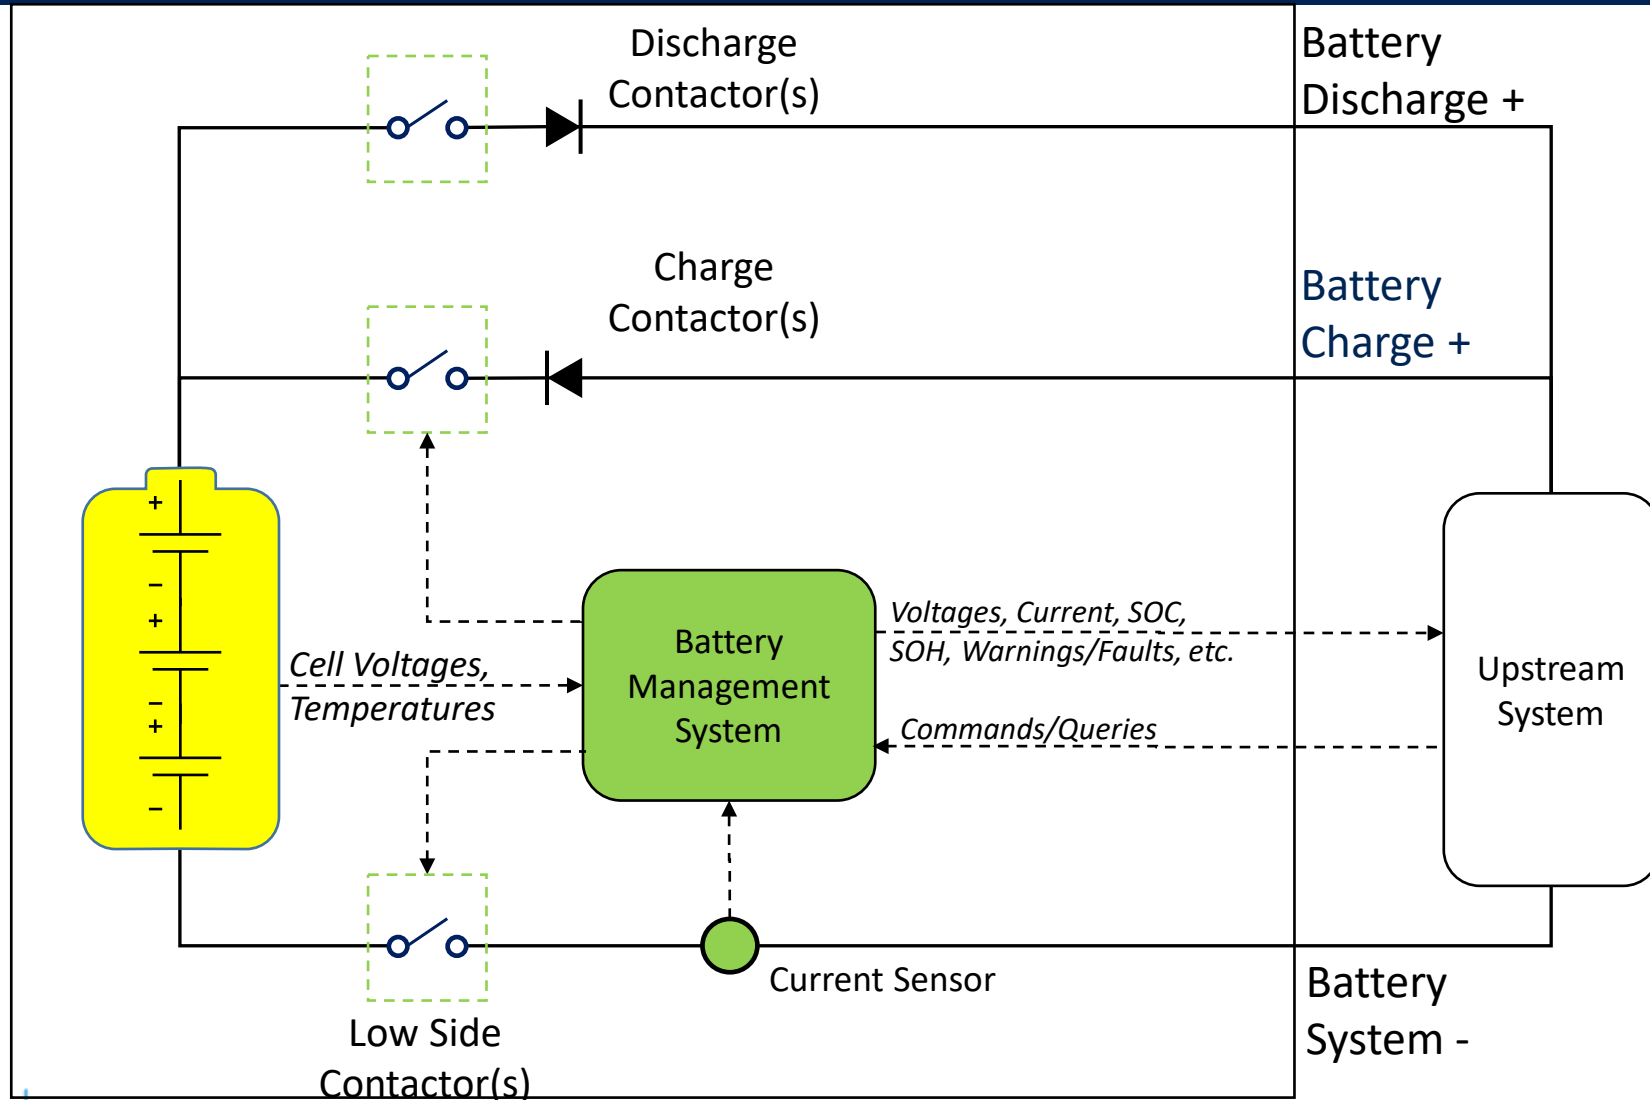 Discharge
Contactor(s)
Battery
Discharge +
Charge
Contactor(s)
Battery
Charge +
+
−
+
−
+
−
Cell Voltages,
Temperatures
Battery
Management
System
Voltages, Current, SOC,
SOH, Warnings/Faults, etc.
Commands/Queries
Upstream
System
Current Sensor
Low Side
Contactor(s)
Battery
System -